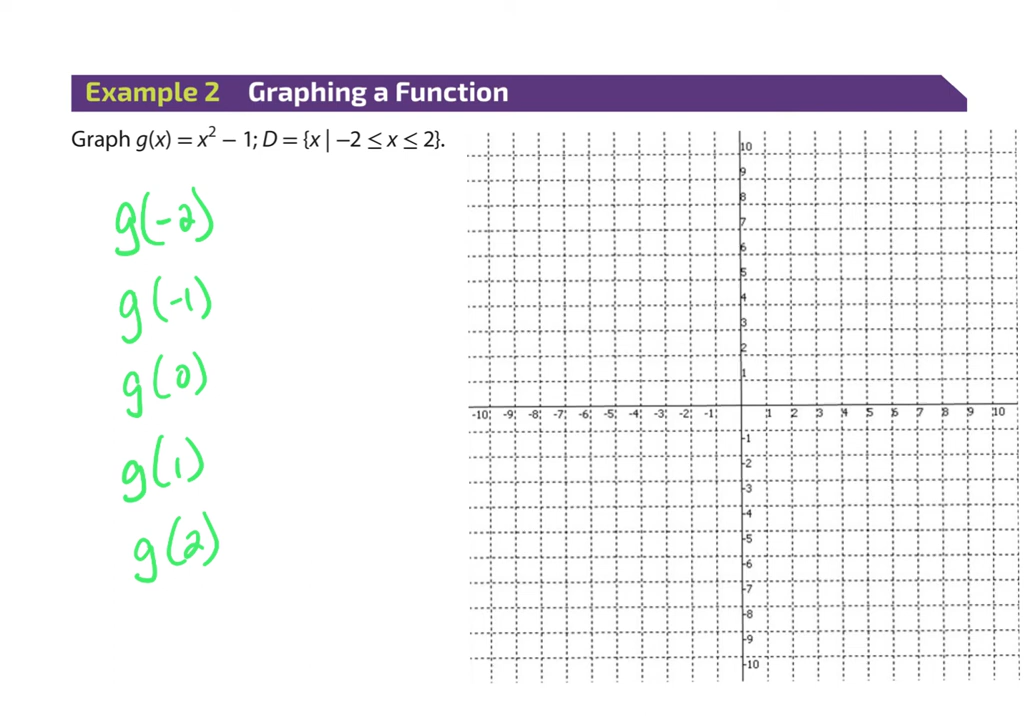 Example 2 Graphing a Function
Graph g(x) = x² − 1; D = {x | −2 ≤ x ≤ 2}.
g(-2)
g(-1)
g(0)
g(1)
g(2)
10
9
8
7
6
5
4
3
2
1
-10 -9 -8 -7 -6 -5 -4 -3 -2 -1 1 2 3 4 5 6 7 8 9 10
-1
-2
-3
-4
-5
-6
-7
-8
-9
-10